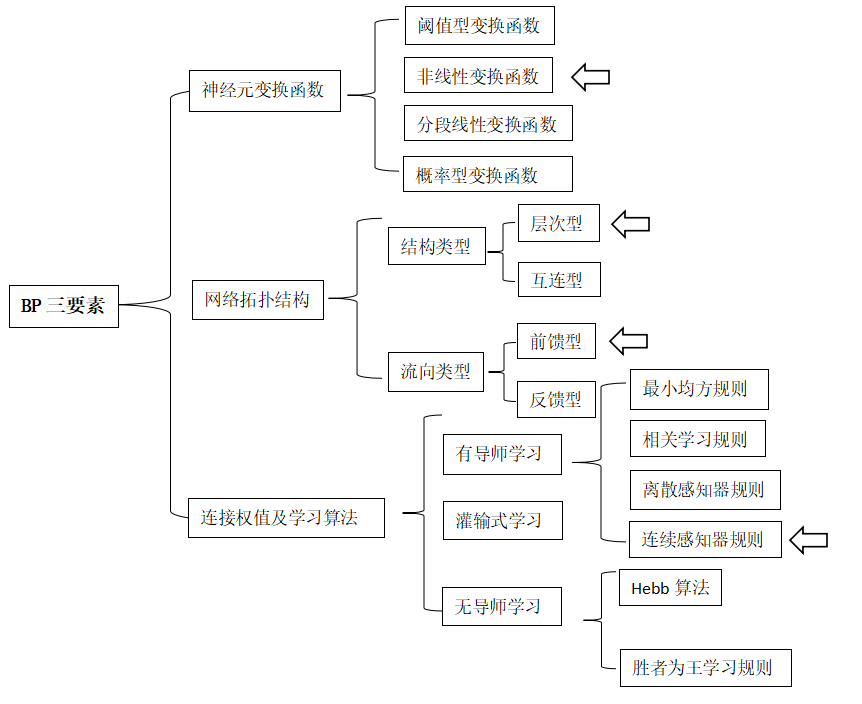 BP 三要素
神经元变换函数
阈值型变换函数
非线性变换函数
分段线性变换函数
概率型变换函数
网络拓扑结构
结构类型
层次型
互连型
流向类型
前馈型
反馈型
连接权值及学习算法
有导师学习
最小均方规则
相关学习规则
离散感知器规则
连续感知器规则
灌输式学习
无导师学习
Hebb 算法
胜者为王学习规则